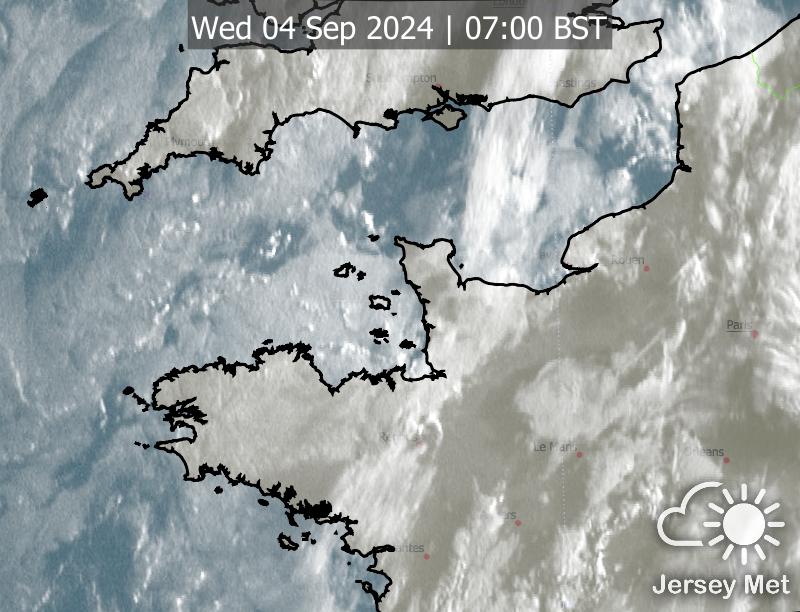 London
Wed 04 Sep 2024 | 07:00 BST
Southampton
Hastings
Plymouth
Rouen
Paris
Rennes
Le Mans
Orleans
Nantes
Jersey Met